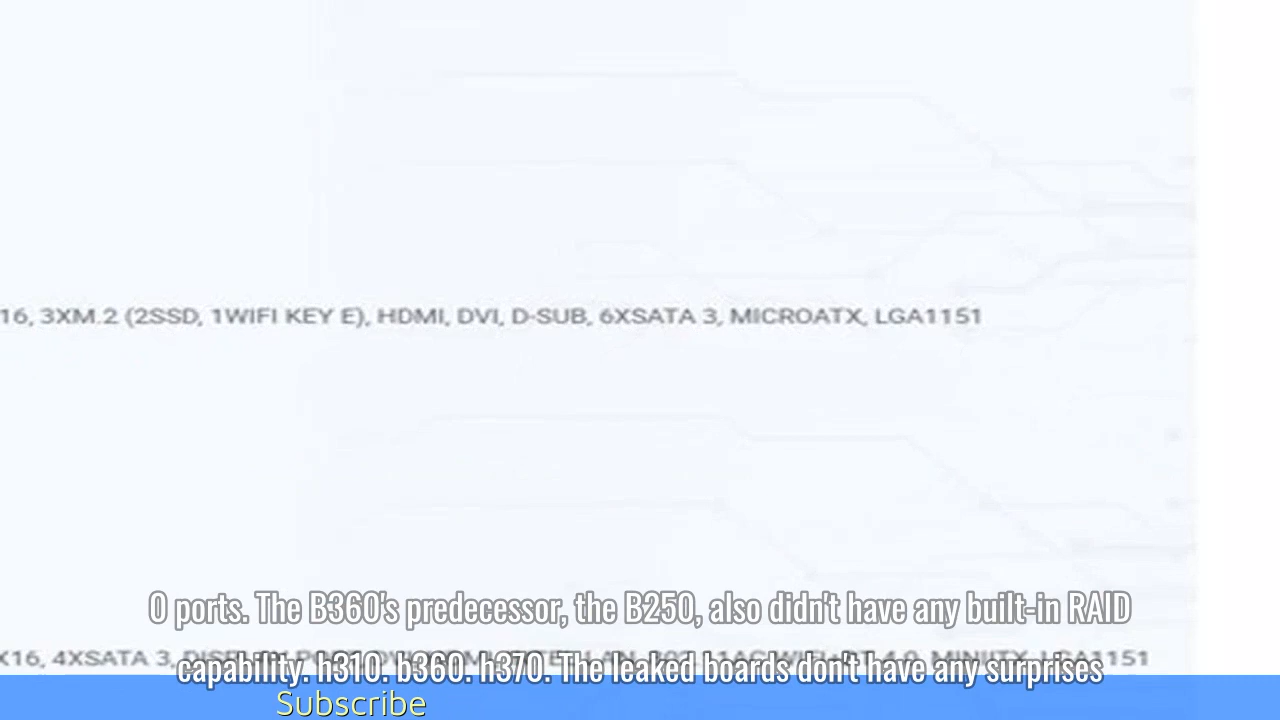 16, 3XM.2 (2SSD, 1WIFI KEY E), HDMI, DVI, D-SUB, 6XSATA 3, MICROATX, LGA1151
0 ports. The B360's predecessor, the B250, also didn't have any built-in RAID
X16, 4XSATA 3, MINIITX, LGA1151
capability. h310. b360. h370. The leaked boards don't have any surprises
Subscribe